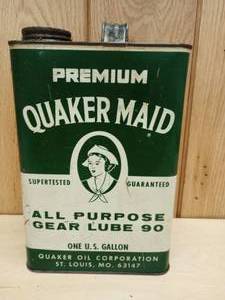 PREMIUM
QUAKER MAID
SUPERTESTED GUARANTEED
ALL PURPOSE
GEAR LUBE 90
ONE U.S. GALLON
QUAKER OIL CORPORATION
ST. LOUIS, MO. 63147